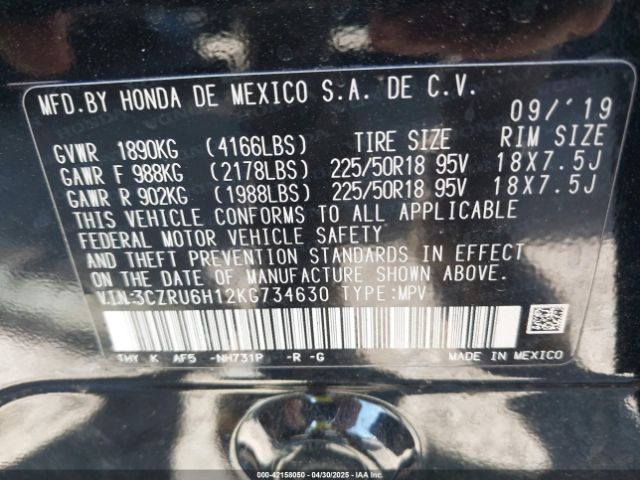 MFD.BY HONDA DE MEXICO S.A. DE C.V.
09/'19
GVWR 1890KG (4166LBS) TIRE SIZE RIM SIZE
GAWR F 988KG (2178LBS) 225/50R18 95V 18X7.5J
GAWR R 902KG (1988LBS) 225/50R18 95V 18X7.5J
THIS VEHICLE CONFORMS TO ALL APPLICABLE
FEDERAL MOTOR VEHICLE SAFETY
AND THEFT PREVENTION STANDARDS IN EFFECT
ON THE DATE OF MANUFACTURE SHOWN ABOVE.
VIN:3CZRU6H12KG734630 TYPE:MPV
THY K AF5 -NH731P -R -G MADE IN MEXICO
000-42158050 - 04/30/2025 - © IAA Holdings, LLC